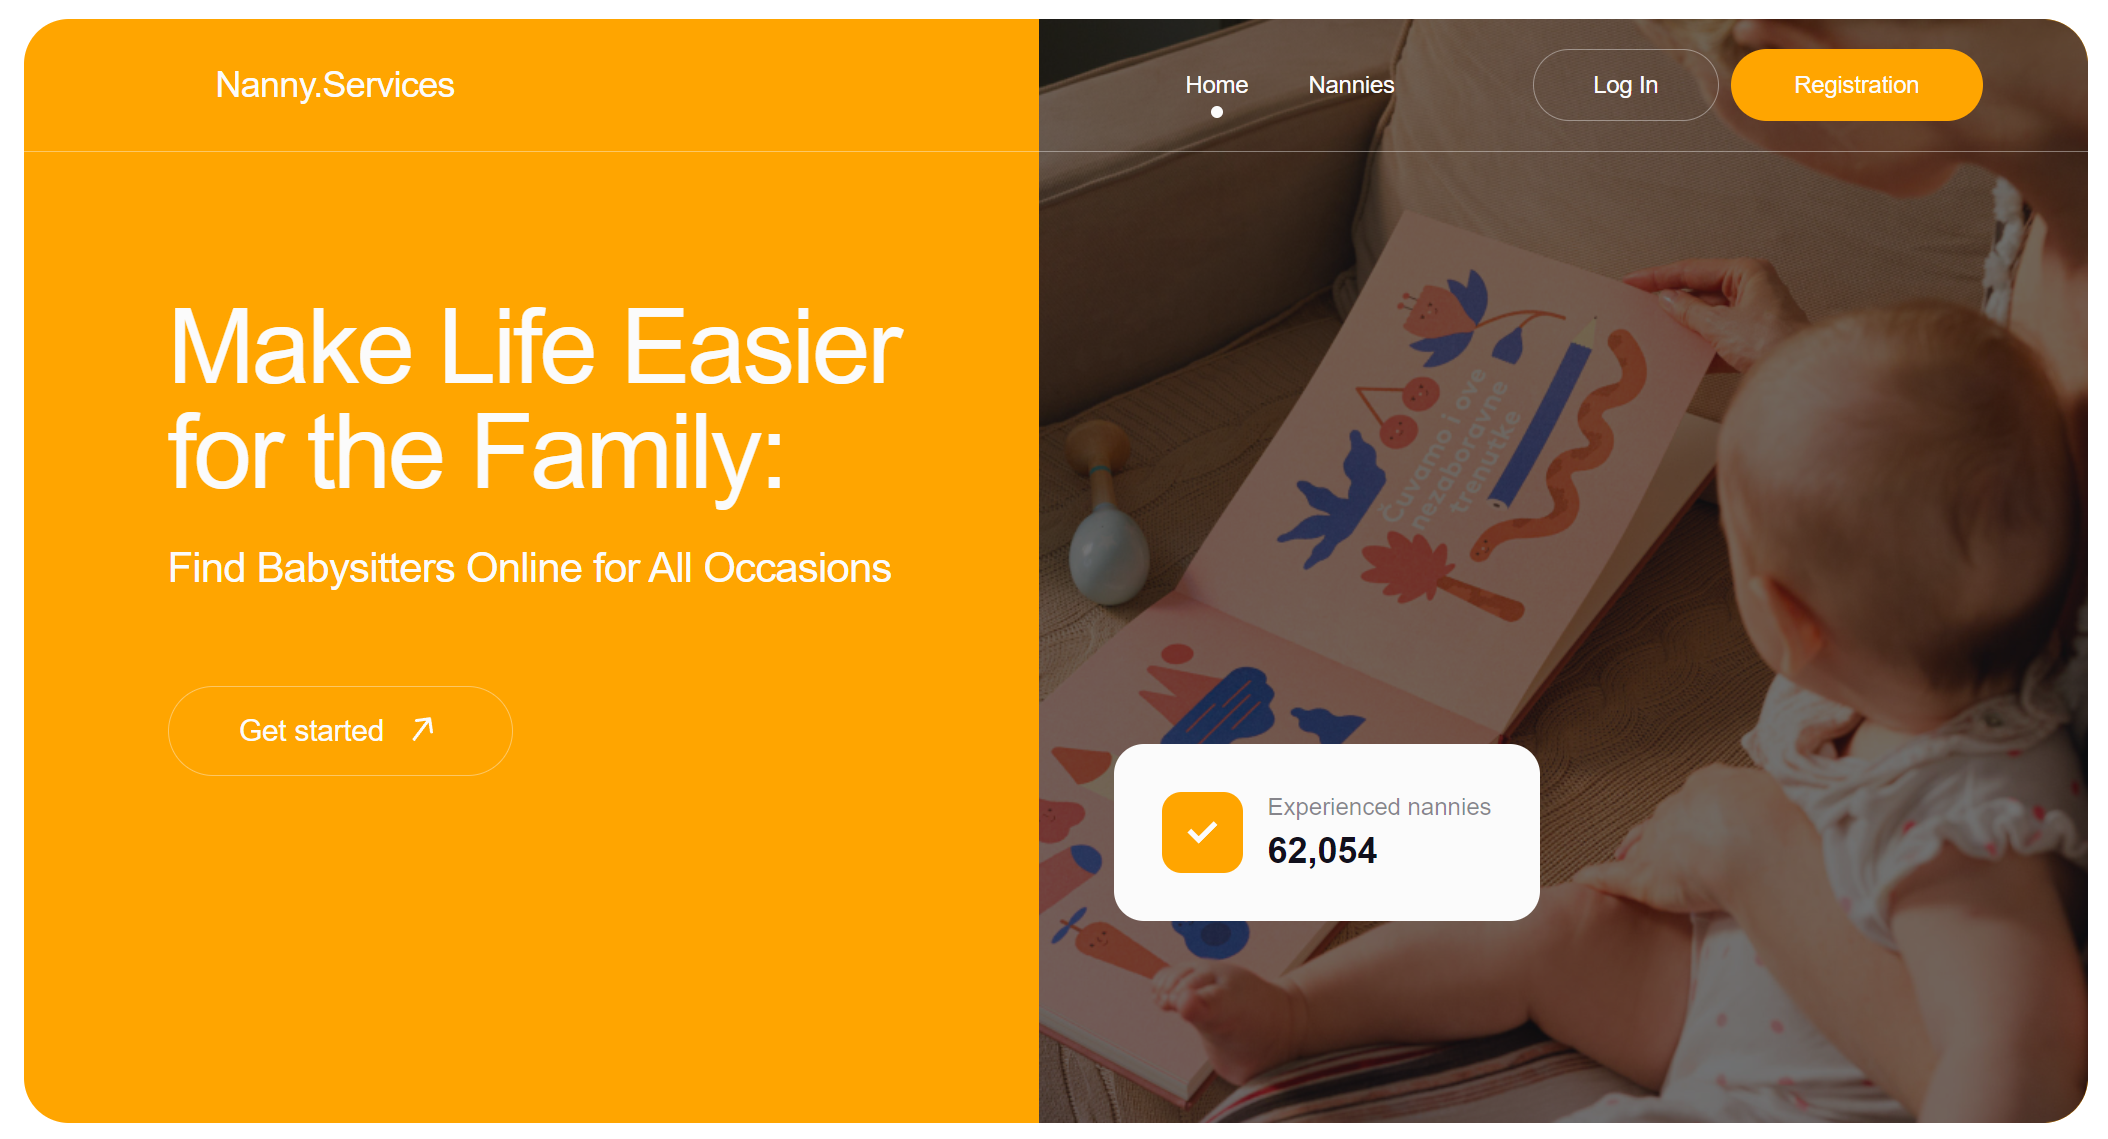 Nanny.Services
Home
Nannies
Log In
Registration
Make Life Easier
for the Family:
Find Babysitters Online for All Occasions
Get started
Čuvamo i ove
nezaboravne
trenutke
Experienced nannies
62,054